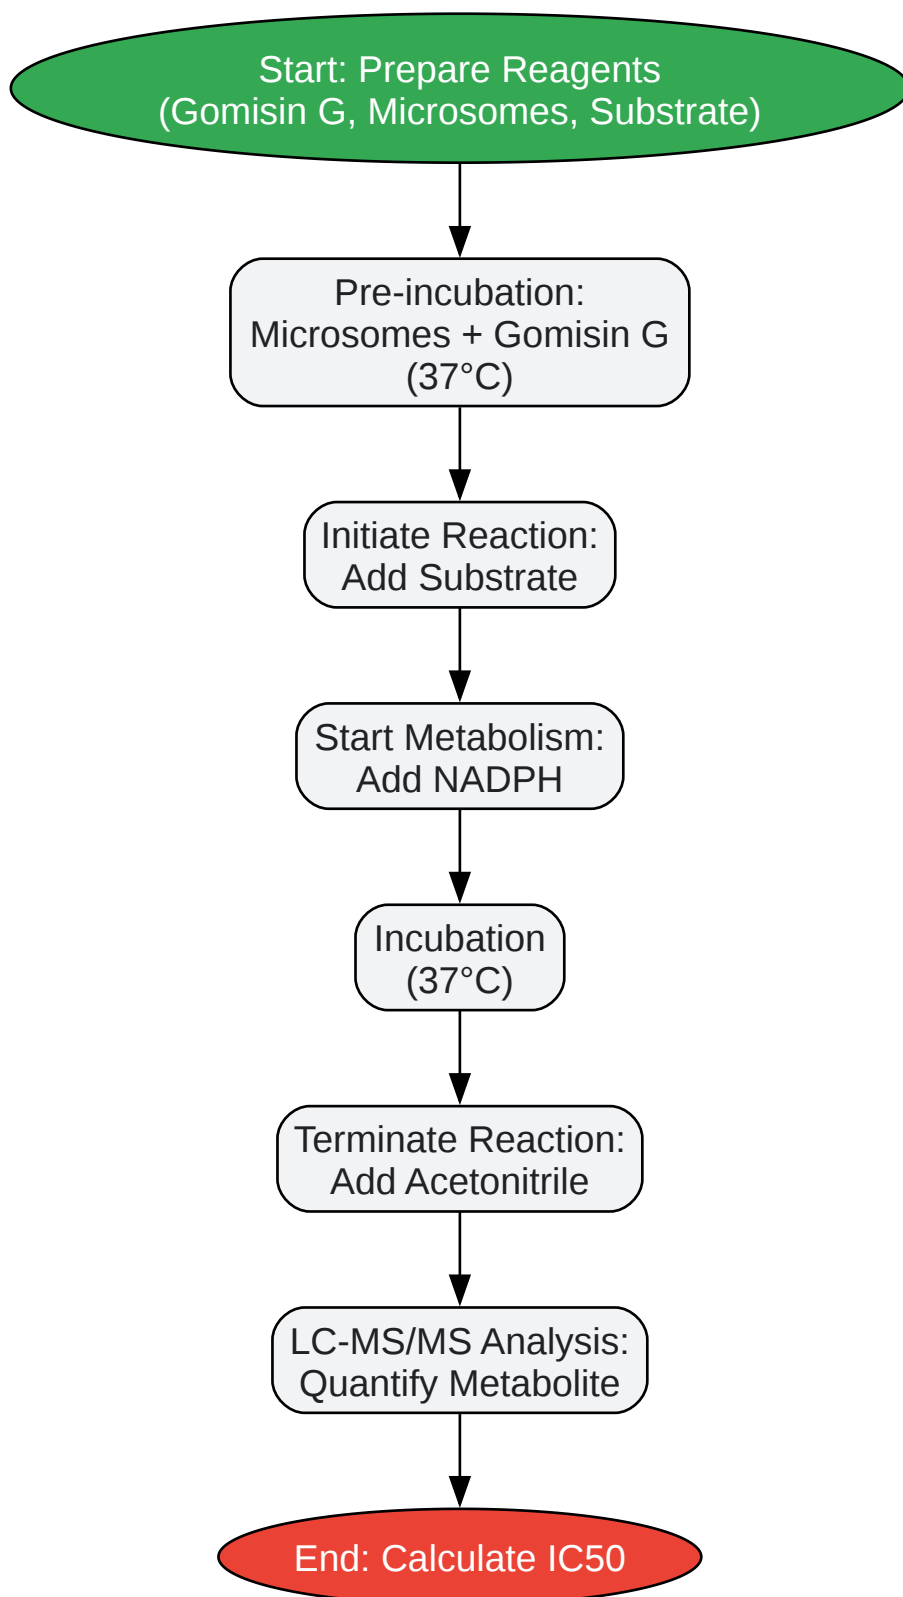 Start: Prepare Reagents
(Gomisin G, Microsomes, Substrate)
Pre-incubation:
Microsomes + Gomisin G
(37°C)
Initiate Reaction:
Add Substrate
Start Metabolism:
Add NADPH
Incubation
(37°C)
Terminate Reaction:
Add Acetonitrile
LC-MS/MS Analysis:
Quantify Metabolite
End: Calculate IC50